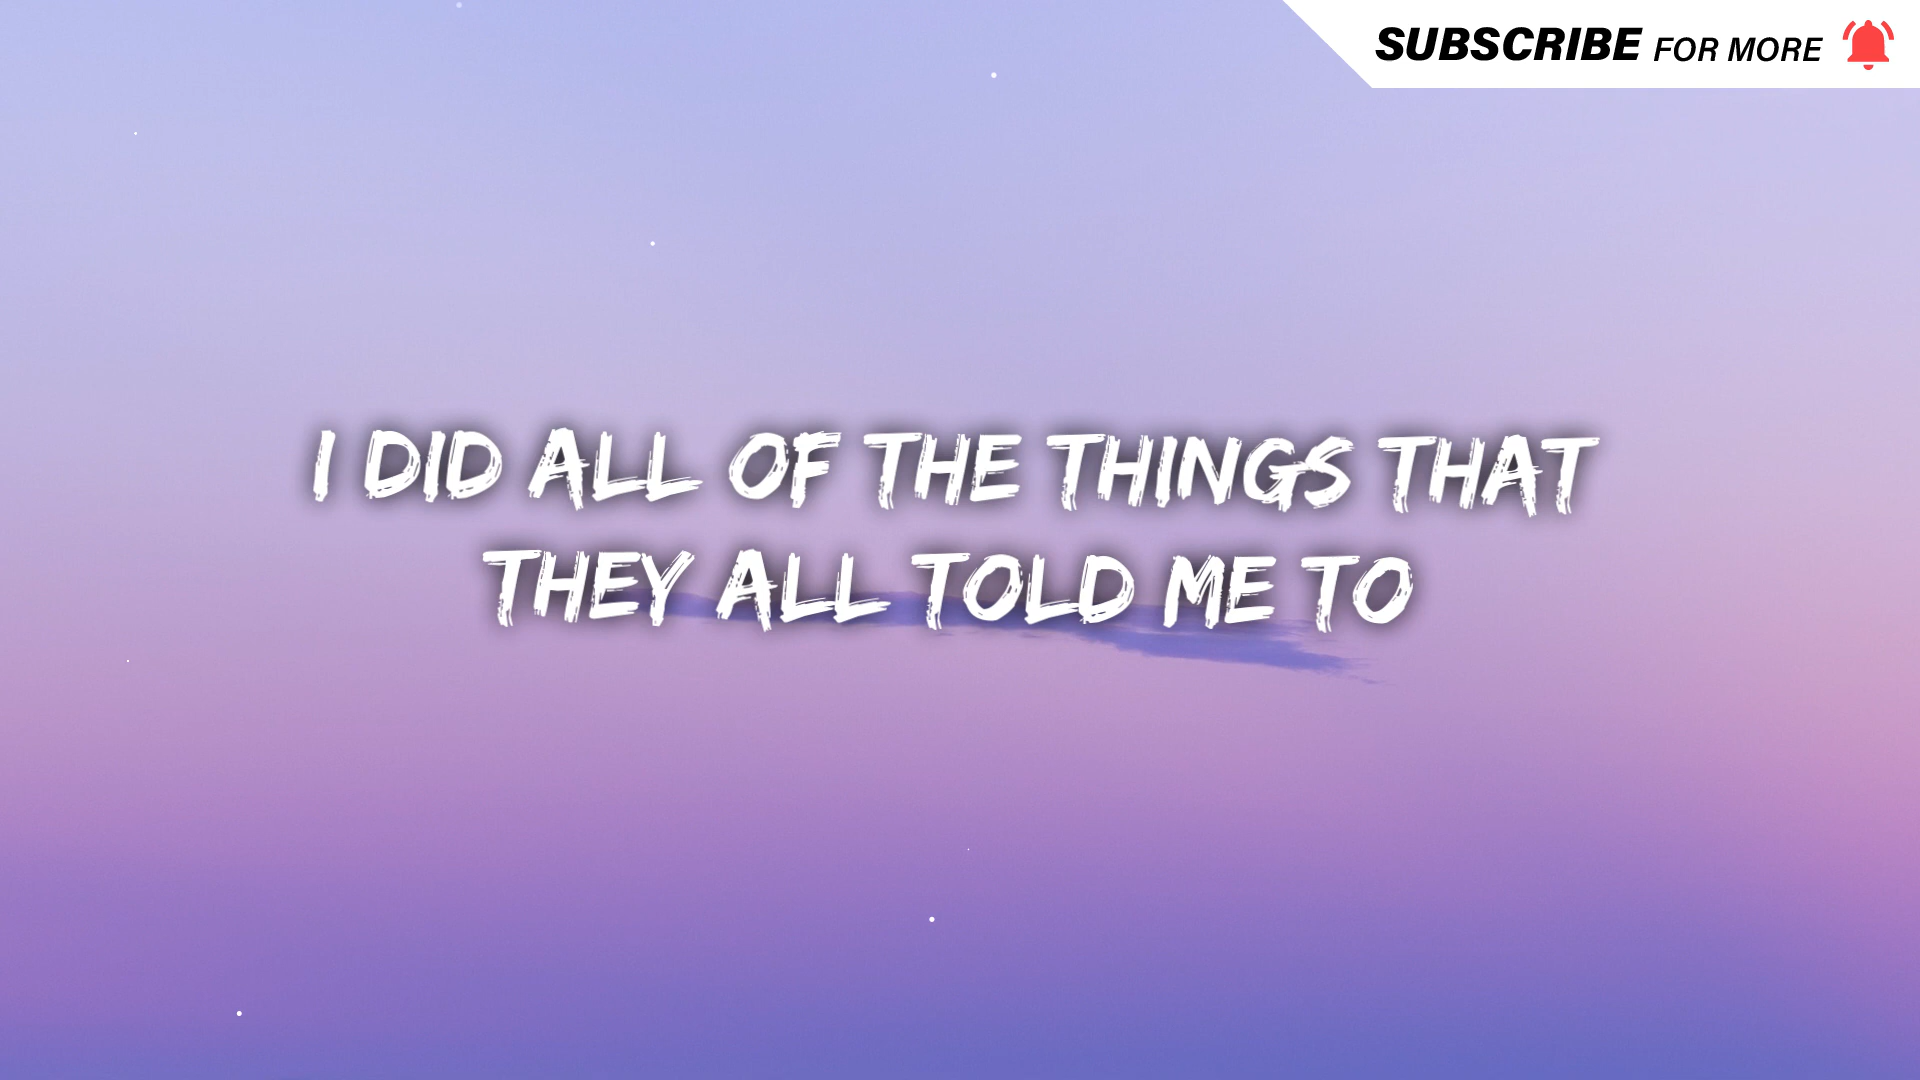 SUBSCRIBE FOR MORE
I DID ALL OF THE THINGS THAT
THEY ALL TOLD ME TO